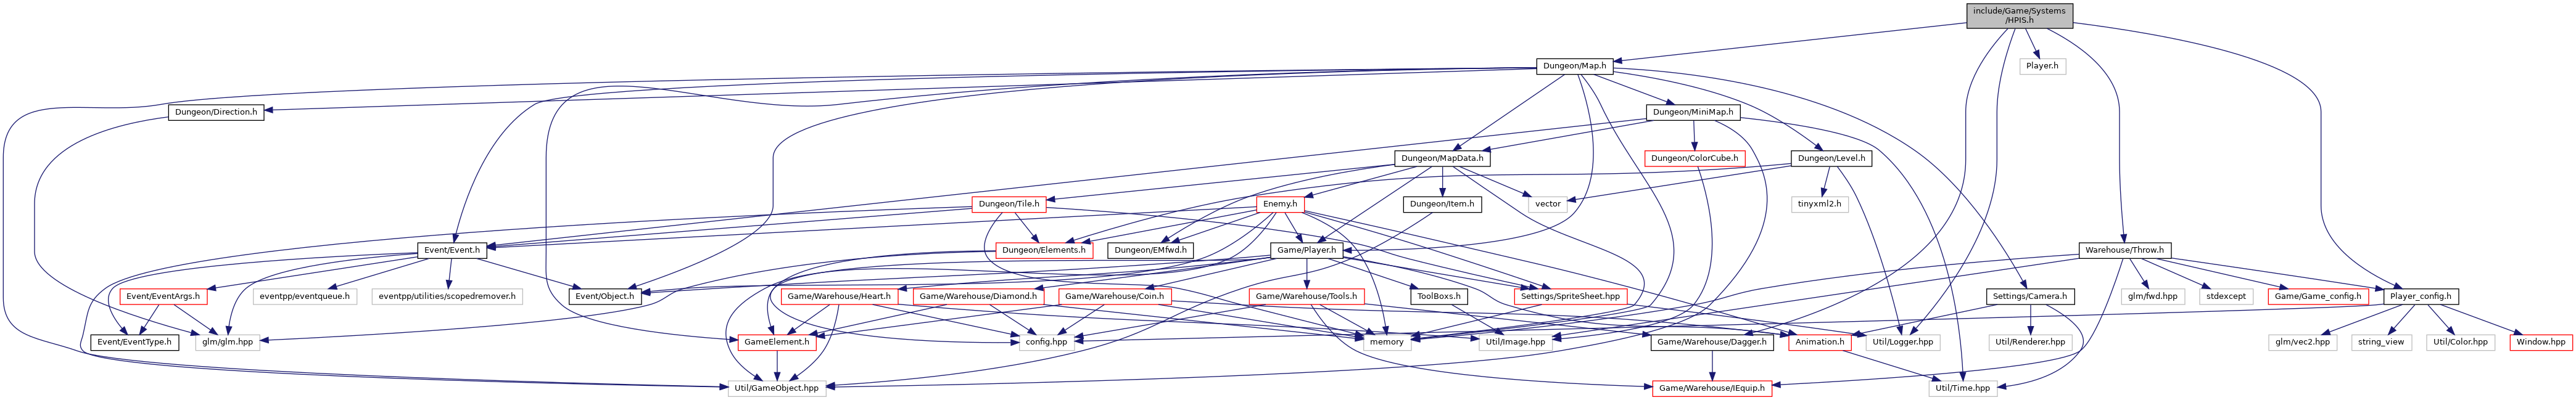 include/Game/Systems
/HPIS.h
Dungeon/Map.h
Player.h
Dungeon/Direction.h
Dungeon/MiniMap.h
Dungeon/MapData.h
Dungeon/ColorCube.h
Dungeon/Level.h
Dungeon/Tile.h
Enemy.h
Dungeon/Item.h
vector
tinyxml2.h
Event/Event.h
Dungeon/Elements.h
Dungeon/EMfwd.h
Game/Player.h
Warehouse/Throw.h
Event/EventArgs.h
eventpp/eventqueue.h
eventpp/utilities/scopedremover.h
Event/Object.h
Game/Warehouse/Heart.h
Game/Warehouse/Diamond.h
Game/Warehouse/Coin.h
Game/Warehouse/Tools.h
ToolBoxs.h
Settings/SpriteSheet.hpp
Settings/Camera.h
glm/fwd.hpp
stdexcept
Game/Game_config.h
Player_config.h
Event/EventType.h
glm/glm.hpp
GameElement.h
config.hpp
memory
Util/Image.hpp
Game/Warehouse/Dagger.h
Animation.h
Util/Logger.hpp
Util/Renderer.hpp
glm/vec2.hpp
string_view
Util/Color.hpp
Window.hpp
Util/GameObject.hpp
Game/Warehouse/IEquip.h
Util/Time.hpp